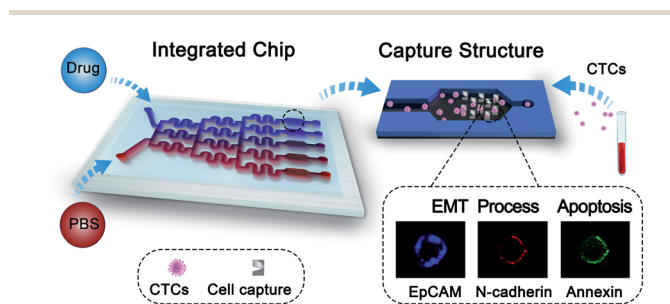 Integrated Chip
Capture Structure
Drug
CTCs
PBS
EMT Process Apoptosis
EpCAM N-cadherin Annexin
CTCs Cell capture